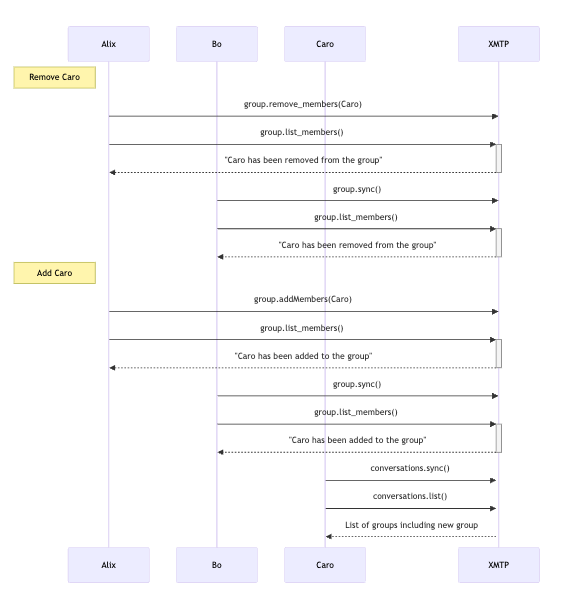 Alix
Bo
Caro
XMTP
Remove Caro
group.remove_members(Caro)
group.list_members()
"Caro has been removed from the group"
group.sync()
group.list_members()
"Caro has been removed from the group"
Add Caro
group.addMembers(Caro)
group.list_members()
"Caro has been added to the group"
group.sync()
group.list_members()
"Caro has been added to the group"
conversations.sync()
conversations.list()
List of groups including new group
Alix
Bo
Caro
XMTP